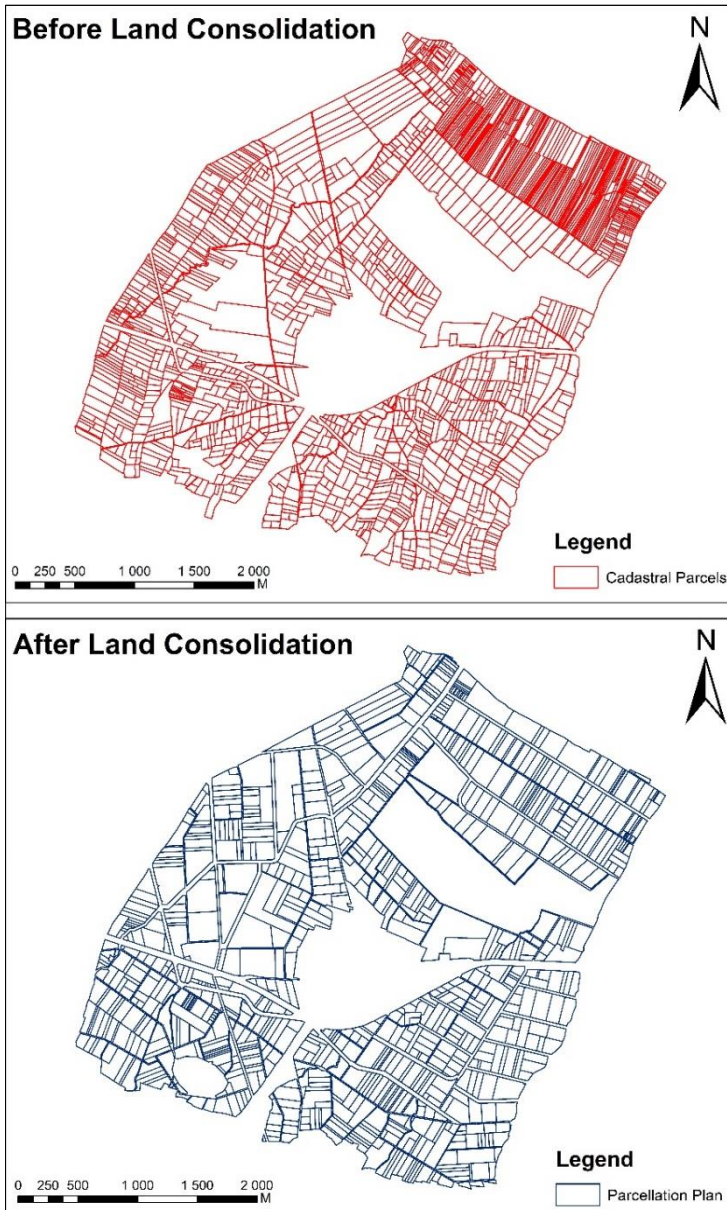 Before Land Consolidation
N
Legend
Cadastral Parcels
0 250 500 1 000 1 500 2 000
M
After Land Consolidation
N
Legend
Parcellation Plan
0 250 500 1 000 1 500 2 000
M